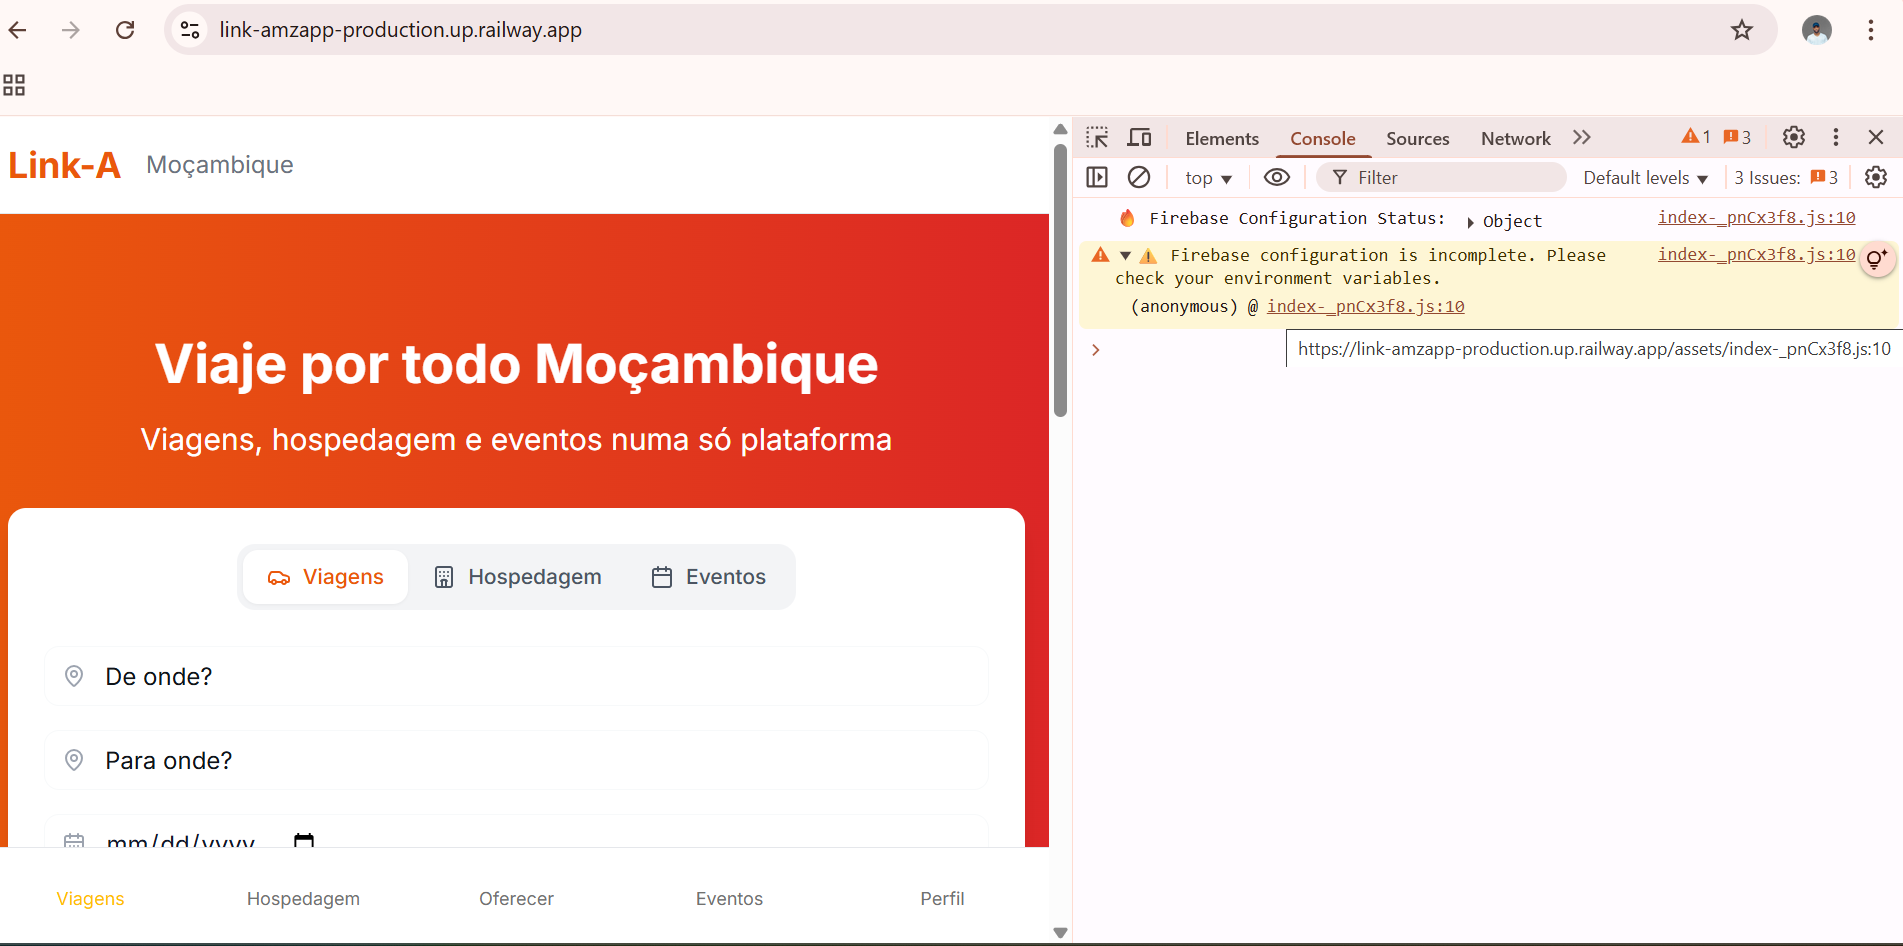 link-amzapp-production.up.railway.app
Link-A Moçambique
Viaje por todo Moçambique
Viagens, hospedagem e eventos numa só plataforma
Viagens Hospedagem Eventos
De onde?
Para onde?
mm/dd/yyyy
Viagens Hospedagem Oferecer Eventos Perfil
Elements Console Sources Network 1 3
top Filter Default levels 3 Issues: 3
Firebase Configuration Status: Object index-_pnCx3f8.js:10
Firebase configuration is incomplete. Please index-_pnCx3f8.js:10
check your environment variables.
(anonymous) @ index-_pnCx3f8.js:10
https://link-amzapp-production.up.railway.app/assets/index-_pnCx3f8.js:10